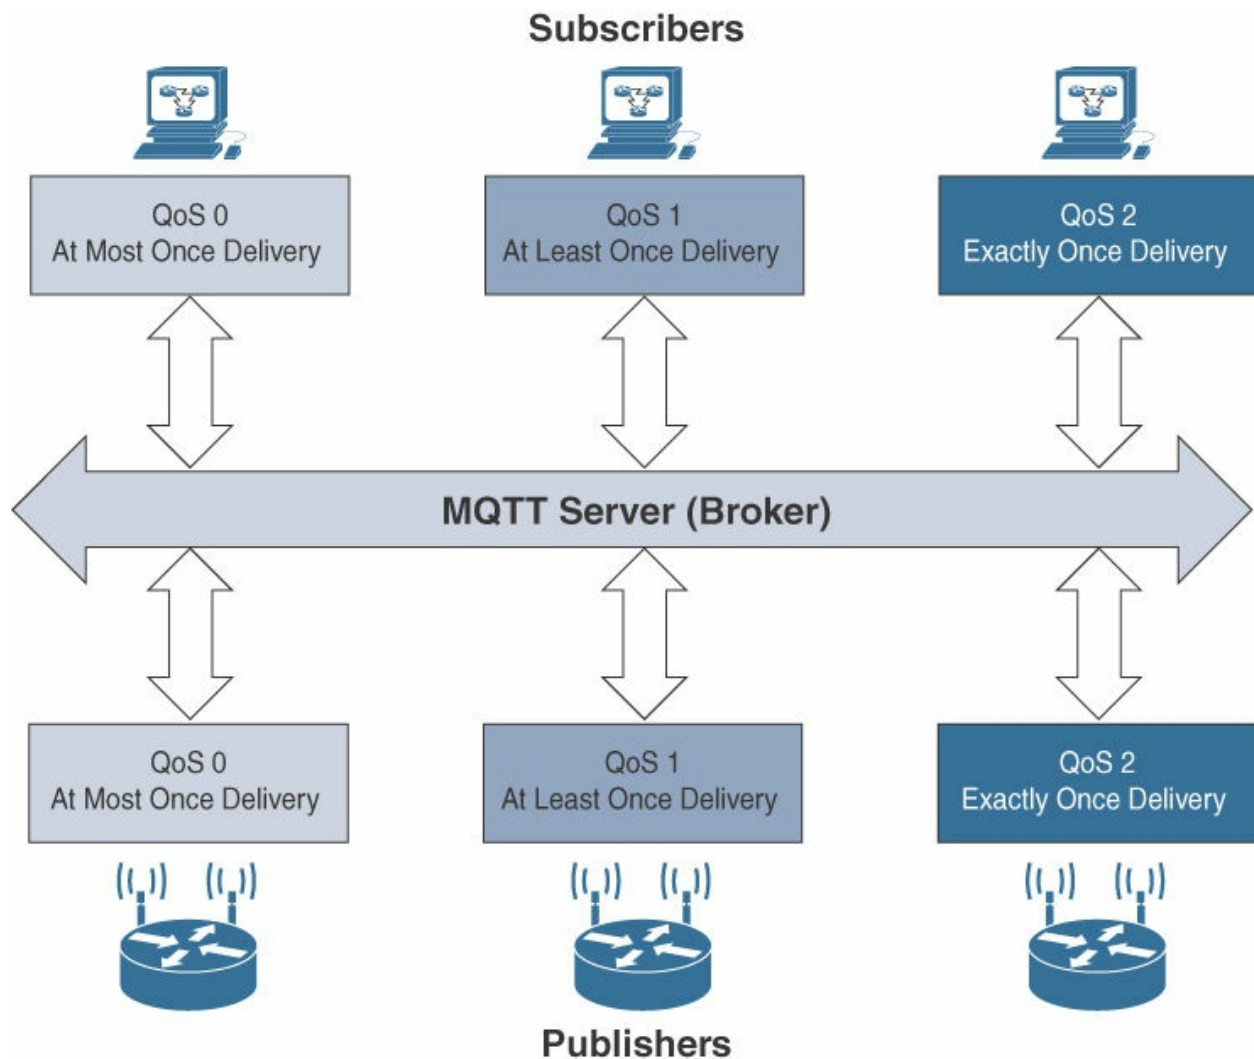 Subscribers
QoS 0
At Most Once Delivery
QoS 1
At Least Once Delivery
QoS 2
Exactly Once Delivery
MQTT Server (Broker)
QoS 0
At Most Once Delivery
QoS 1
At Least Once Delivery
QoS 2
Exactly Once Delivery
Publishers